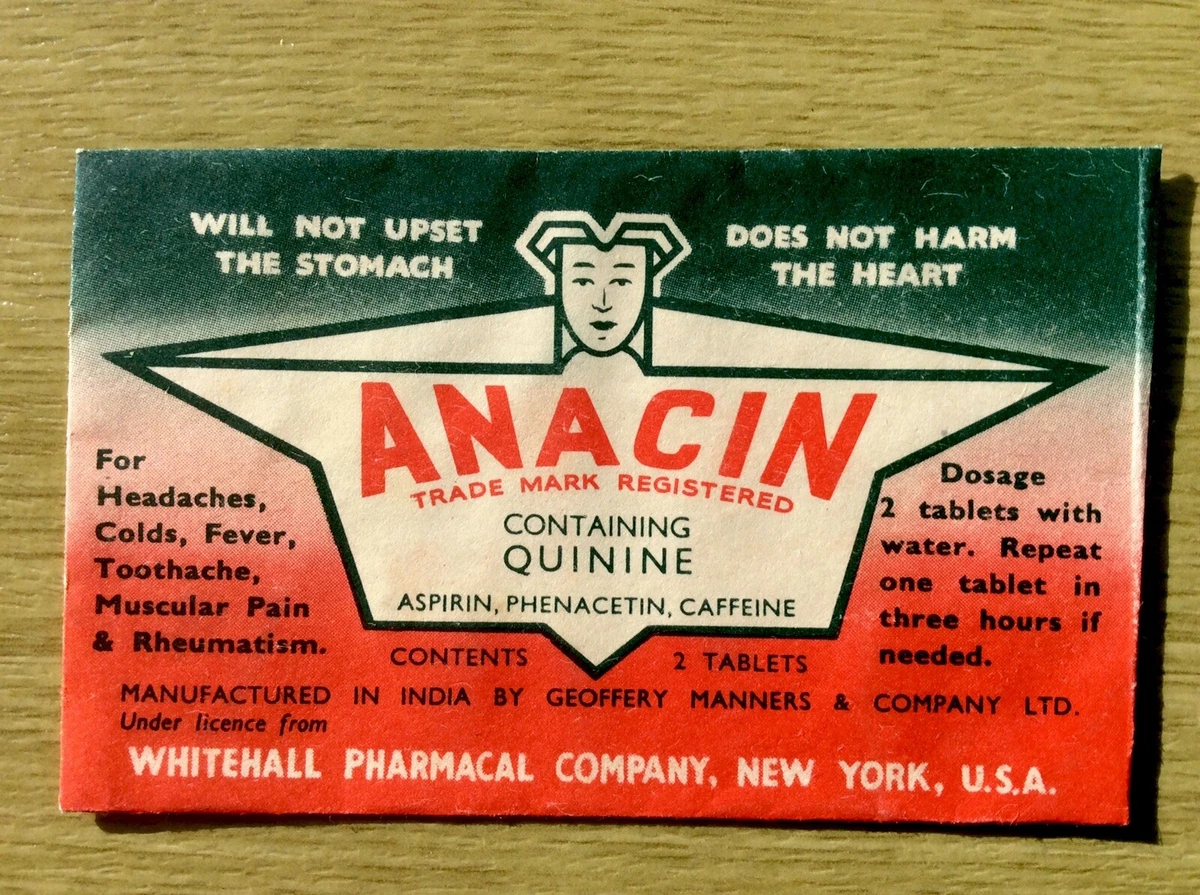 WILL NOT UPSET
THE STOMACH
DOES NOT HARM
THE HEART
ANACIN
TRADE MARK REGISTERED
CONTAINING
QUININE
ASPIRIN, PHENACETIN, CAFFEINE
For
Headaches,
Colds, Fever,
Toothache,
Muscular Pain
& Rheumatism.
Dosage
2 tablets with
water. Repeat
one tablet in
three hours if
needed.
CONTENTS 2 TABLETS
MANUFACTURED IN INDIA BY GEOFFERY MANNERS & COMPANY LTD.
Under licence from
WHITEHALL PHARMACAL COMPANY, NEW YORK, U.S.A.